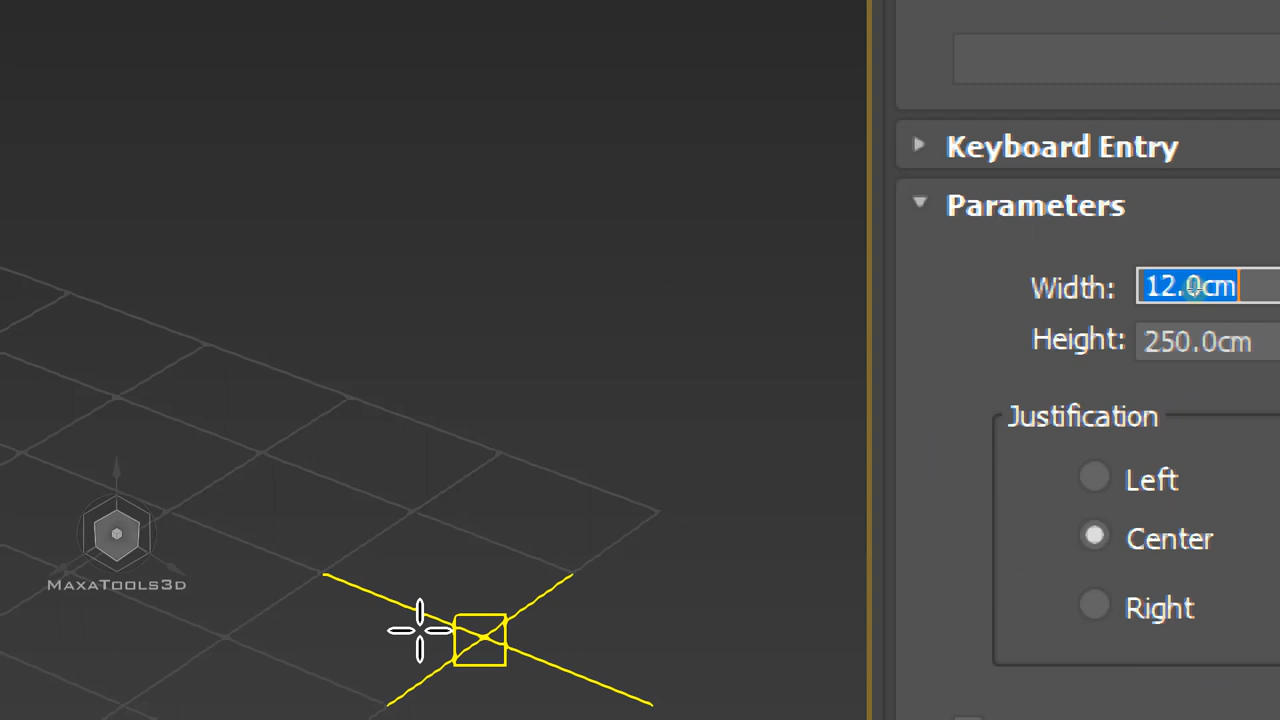 Keyboard Entry
Parameters
Width: 12.0cm
Height: 250.0cm
Justification
Left
Center
Right
MAXATOOLS3D